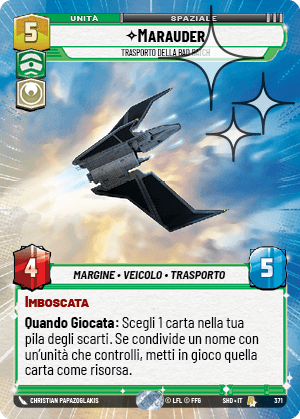 UNITÀ
SPAZIALE
5
✧MARAUDER
TRASPORTO DELLA BAD BATCH
4
5
MARGINE • VEICOLO • TRASPORTO
IMBOSCATA
Quando Giocata: Scegli 1 carta nella tua
pila degli scarti. Se condivide un nome con
un'unità che controlli, metti in gioco quella
carta come risorsa.
CHRISTIAN PAPAZOGLAKIS
© LFL © FFG
SHD • IT
371